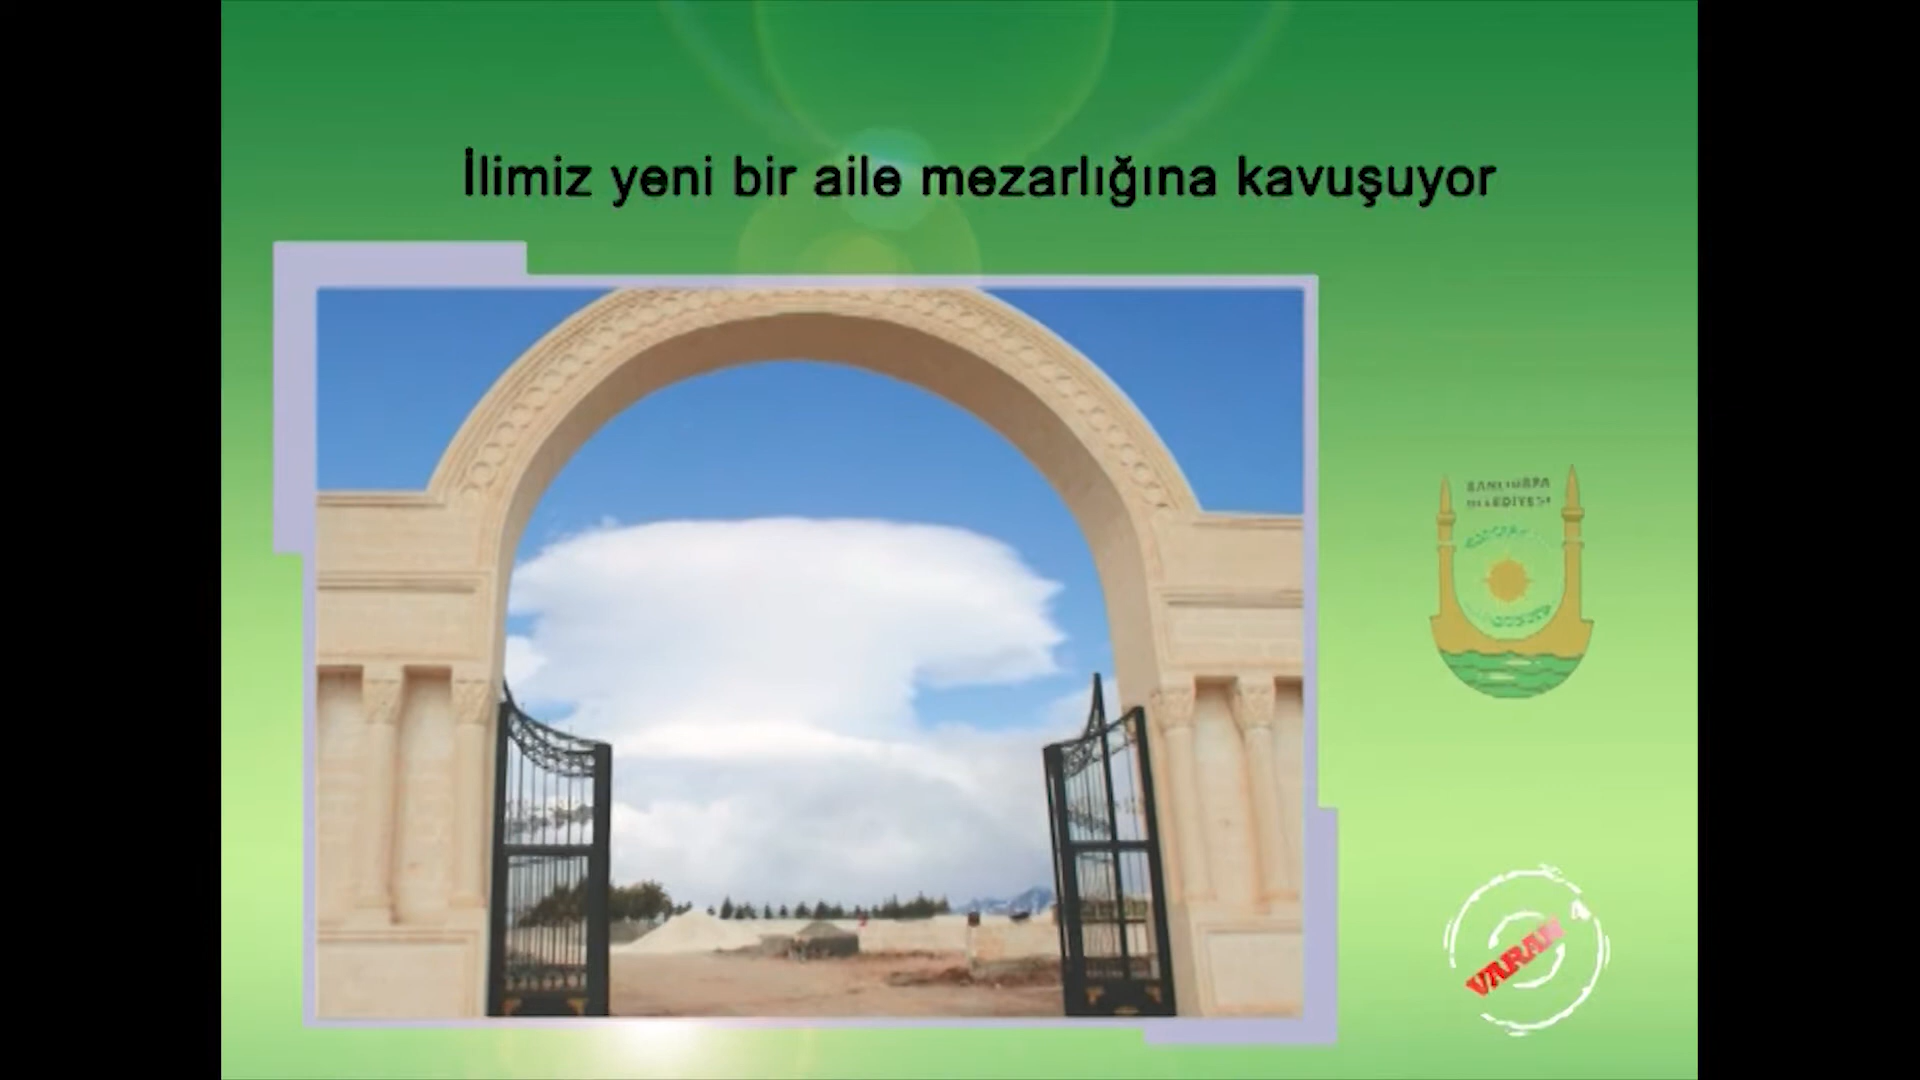 İlimiz yeni bir aile mezarlığına kavuşuyor
ŞANLIURFA
BELEDİYESİ
VARAN